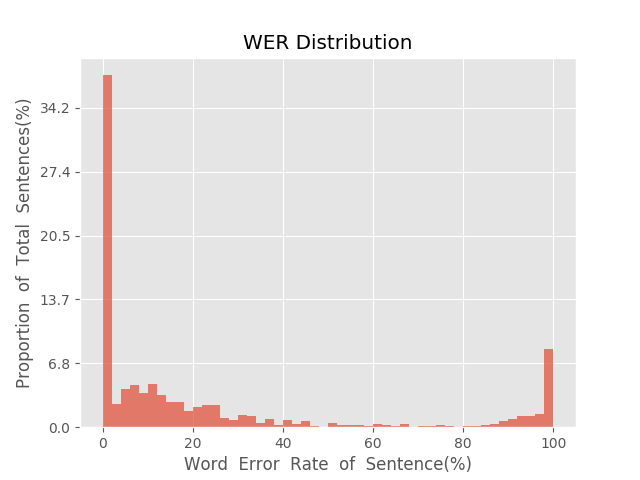 WER Distribution
Proportion of Total Sentences(%)
34.2
27.4
20.5
13.7
6.8
0.0
0 20 40 60 80 100
Word Error Rate of Sentence(%)